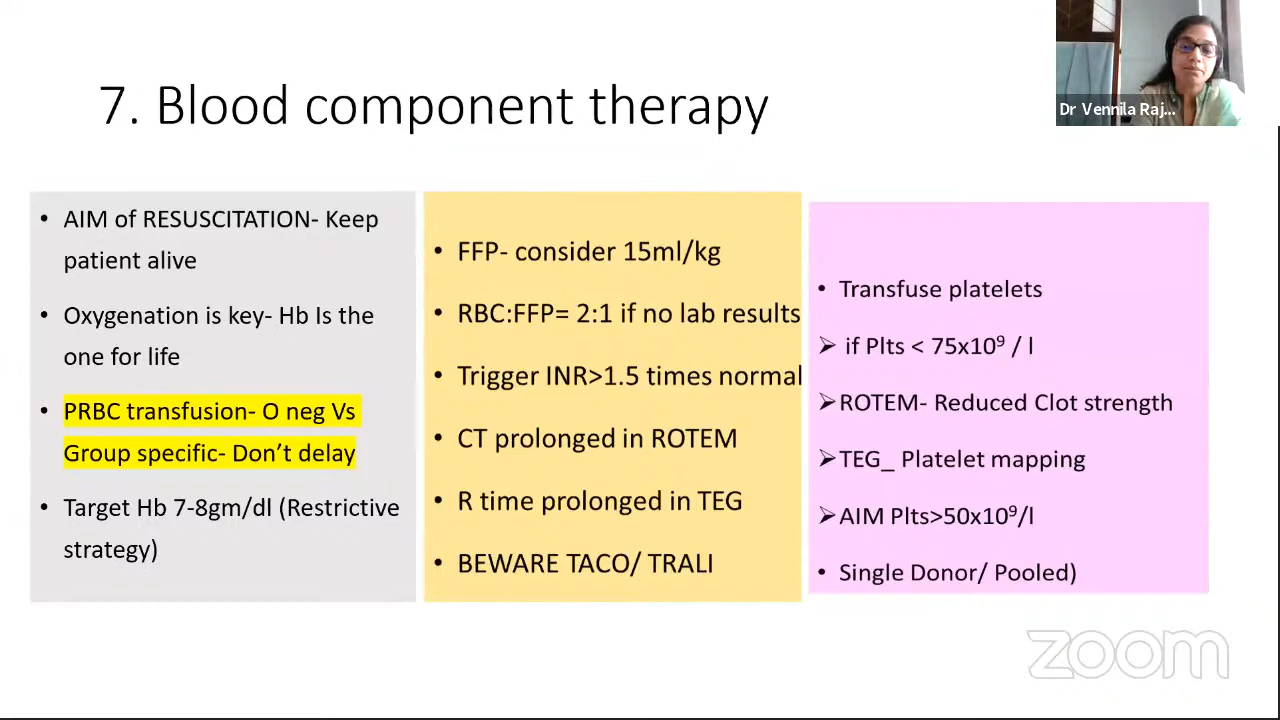 7. Blood component therapy
Dr Vennila Raj...
• AIM of RESUSCITATION- Keep
patient alive
• Oxygenation is key- Hb Is the
one for life
• PRBC transfusion- O neg Vs
Group specific- Don't delay
• Target Hb 7-8gm/dl (Restrictive
strategy)
• FFP- consider 15ml/kg
• RBC:FFP= 2:1 if no lab results
• Trigger INR>1.5 times normal
• CT prolonged in ROTEM
• R time prolonged in TEG
• BEWARE TACO/ TRALI
• Transfuse platelets
➢ if Plts < 75x10⁹ / l
➢ROTEM- Reduced Clot strength
➢TEG_ Platelet mapping
➢AIM Plts>50x10⁹/l
• Single Donor/ Pooled)
zoom